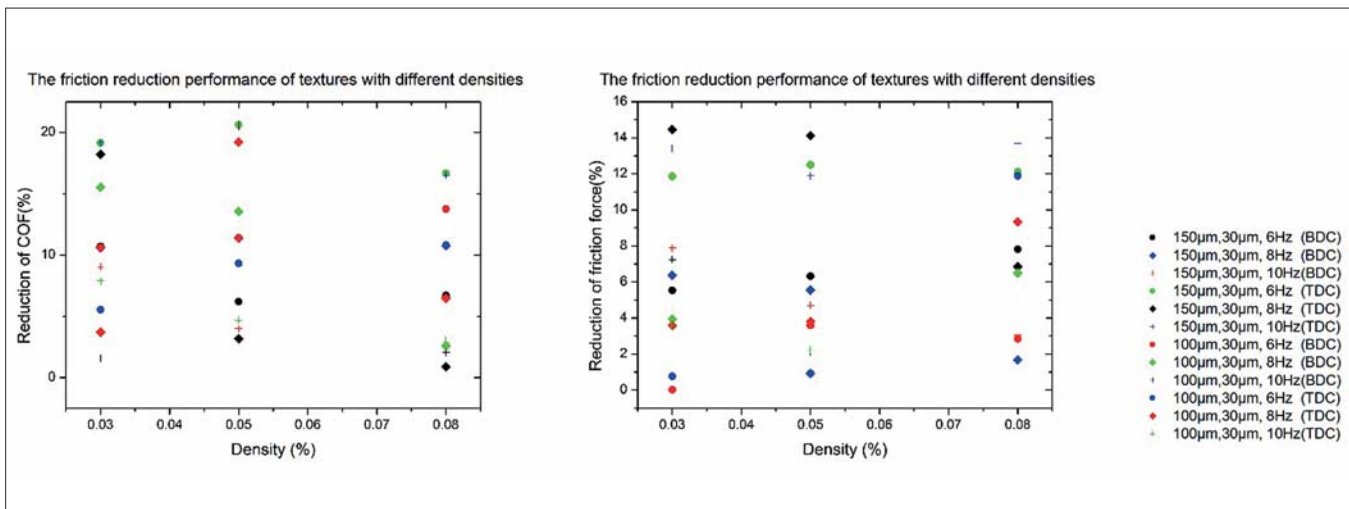 The friction reduction performance of textures with different densities
20
10
0
Reduction of COF(%)
0.03 0.04 0.05 0.06 0.07 0.08
Density (%)
The friction reduction performance of textures with different densities
16
14
12
10
8
6
4
2
0
Reduction of friction force(%)
0.03 0.04 0.05 0.06 0.07 0.08
Density (%)
150μm,30μm, 6Hz (BDC)
150μm,30μm, 8Hz (BDC)
150μm,30μm, 10Hz(BDC)
150μm,30μm, 6Hz (TDC)
150μm,30μm, 8Hz (TDC)
150μm,30μm, 10Hz(TDC)
100μm,30μm, 6Hz (BDC)
100μm,30μm, 8Hz (BDC)
100μm,30μm, 10Hz(BDC)
100μm,30μm, 6Hz (TDC)
100μm,30μm, 8Hz (TDC)
100μm,30μm, 10Hz(TDC)